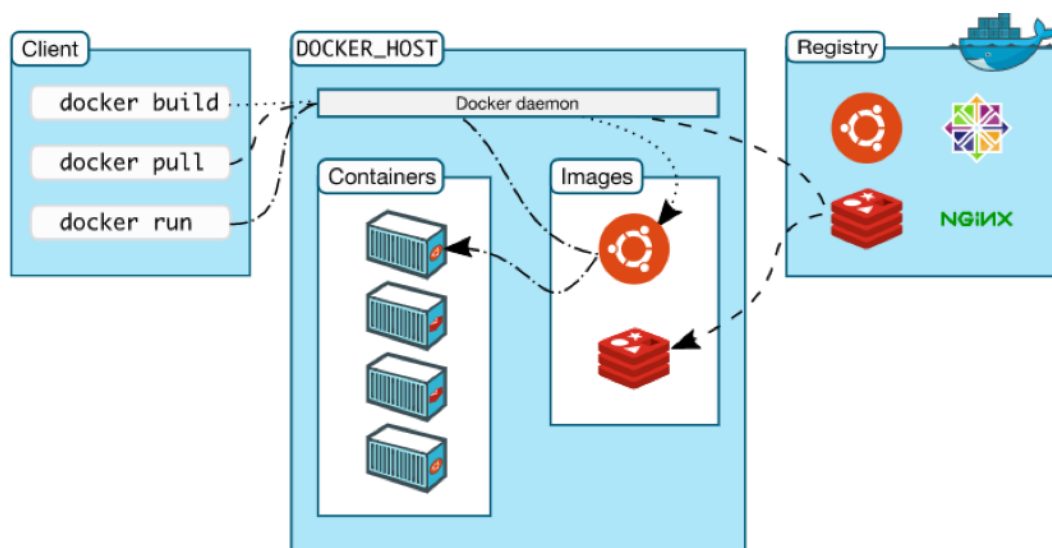 Client
docker build
docker pull
docker run
DOCKER_HOST
Docker daemon
Containers
Images
Registry
NGiNX